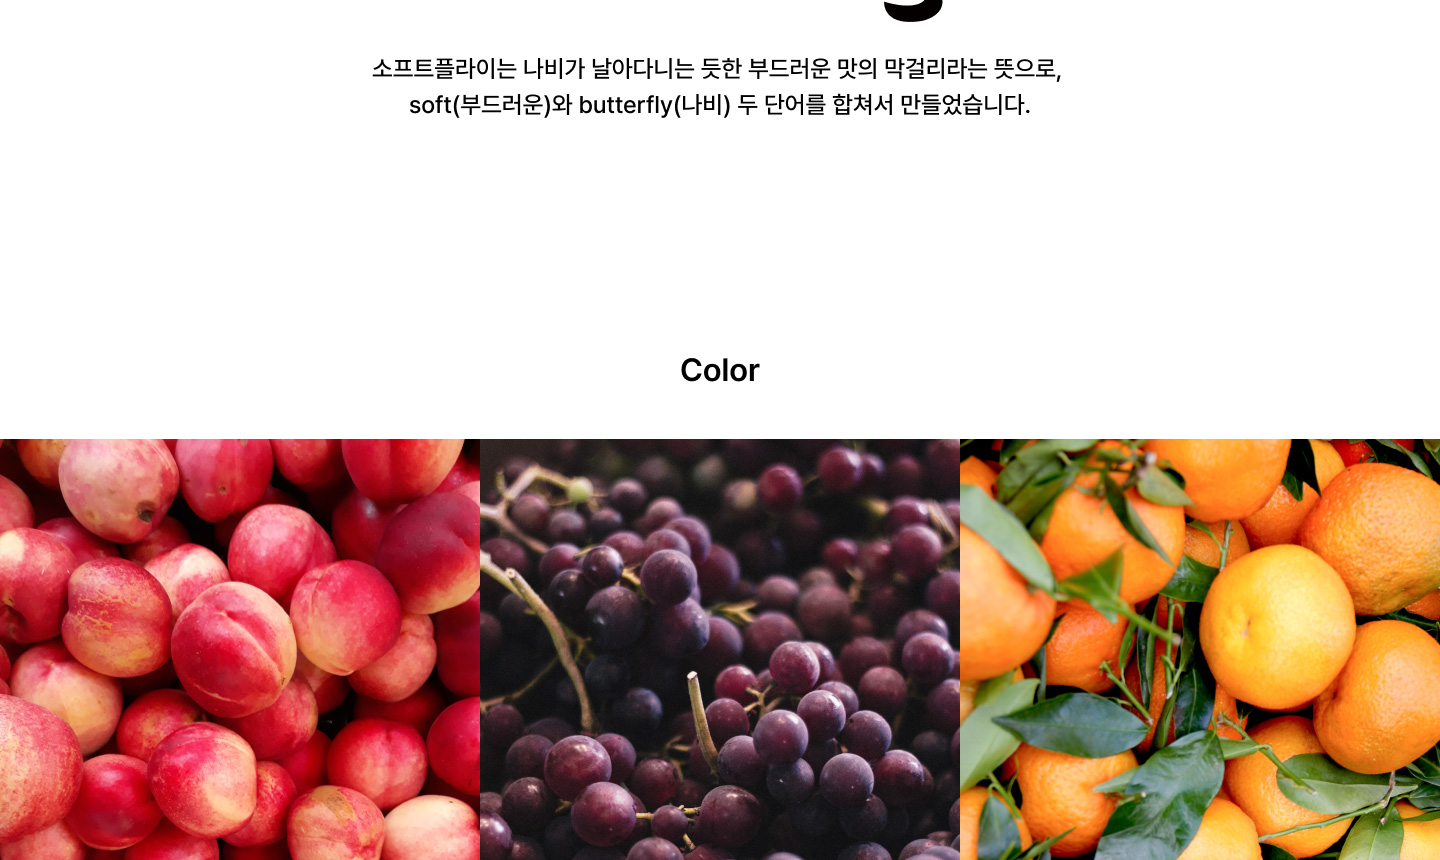 소프트플라이는 나비가 날아다니는 듯한 부드러운 맛의 막걸리라는 뜻으로,
soft(부드러운)와 butterfly(나비) 두 단어를 합쳐서 만들었습니다.
Color